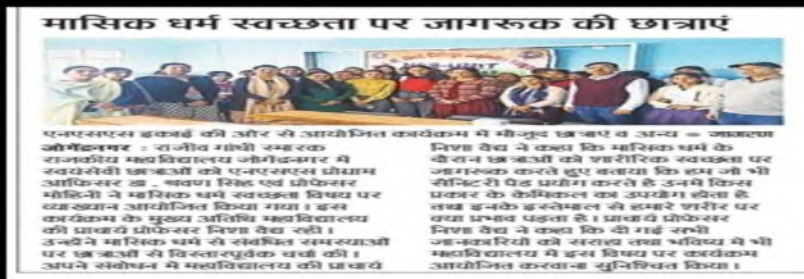 मासिक धर्म स्वच्छता पर जागरूक की छात्राएं
एनएसएस इकाई की ओर से आयोजित कार्यक्रम में मौजूद छात्राएं व अन्य ● जागरण
जोगेंद्रनगर : राजीव गांधी स्मारक
राजकीय महाविद्यालय जोगेंद्रनगर में
स्वयंसेवी छात्राओं को एनएसएस प्रोग्राम
आफिसर डा . श्रवण सिंह एवं प्रोफेसर
मोहिनी ने मासिक धर्म स्वच्छता विषय पर
व्याख्यान आयोजित किया गया। इस
कार्यक्रम के मुख्य अतिथि महाविद्यालय
की प्राचार्य प्रोफेसर निशा वैद्य रही।
उन्होंने मासिक धर्म से संबंधित समस्याओं
पर छात्राओं से विस्तारपूर्वक चर्चा की।
अपने संबोधन में महाविद्यालय की प्राचार्य
निशा वैद्य ने कहा कि मासिक धर्म के
दौरान छात्राओं को शारीरिक स्वच्छता पर
जागरूक करते हुए बताया कि हम जो भी
सेनिटरी पैड प्रयोग करते हैं उनमें किस
प्रकार के केमिकल का उपयोग होता है
तथा इनके इस्तेमाल से हमारे शरीर पर
क्या प्रभाव पड़ता है। प्राचार्य प्रोफेसर
निशा वैद्य ने कहा कि दी गई सभी
जानकारियों को सराहा तथा भविष्य में भी
महाविद्यालय में इस विषय पर कार्यक्रम
आयोजित करवाना सुनिश्चित किया।